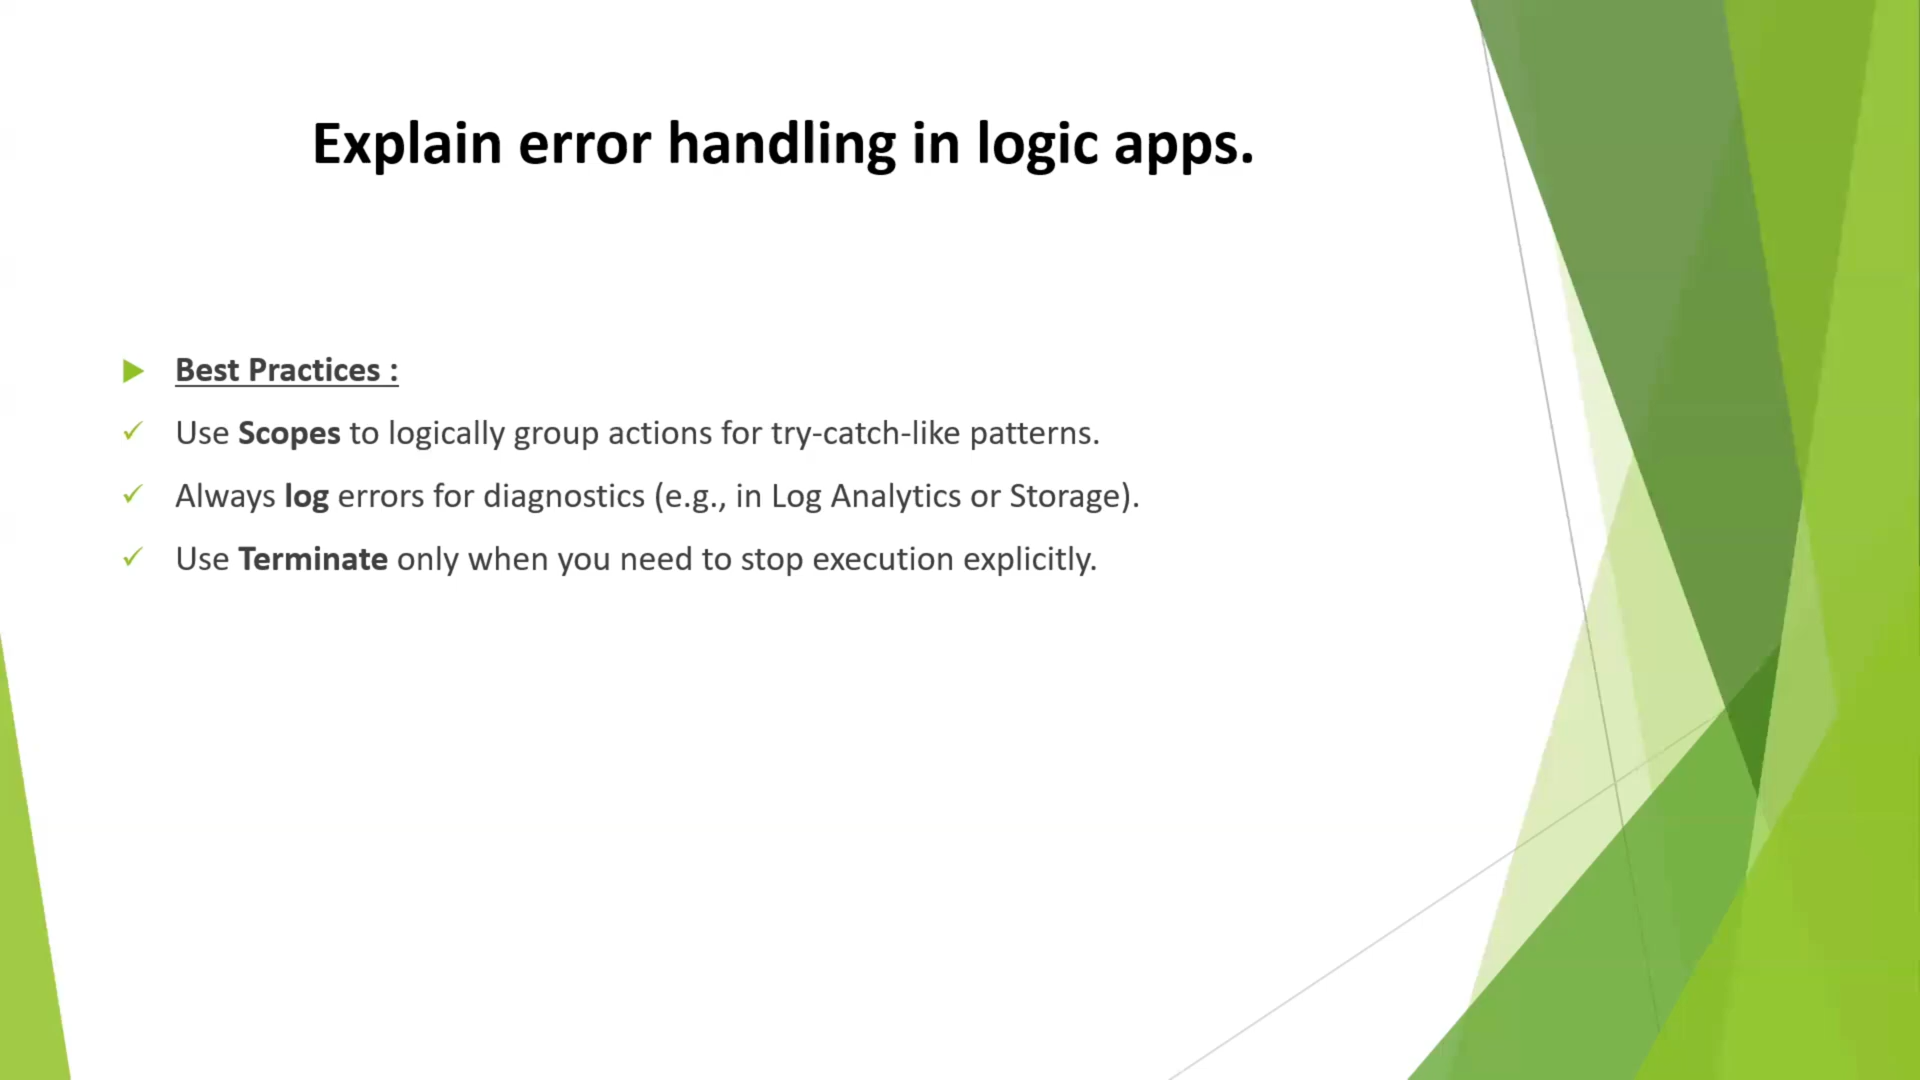 Explain error handling in logic apps.
Best Practices :
Use Scopes to logically group actions for try-catch-like patterns.
Always log errors for diagnostics (e.g., in Log Analytics or Storage).
Use Terminate only when you need to stop execution explicitly.